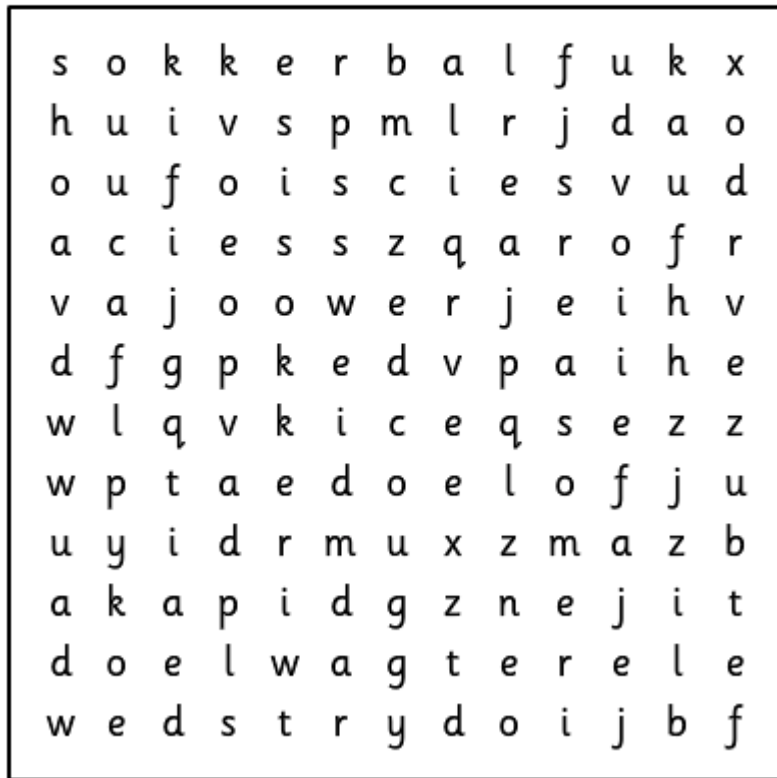 s o k k e r b a l f u k x
h u i v s p m l r j d a o
o u f o i s c i e s v u d
a c i e s s z q a r o f r
v a j o o w e r j e i h v
d f g p k e d v p a i h e
w l q v k i c e q s e z z
w p t a e d o e l o f j u
u y i d r m u x z m a z b
a k a p i d g z n e j i t
d o e l w a g t e r e l e
w e d s t r y d o i j b f